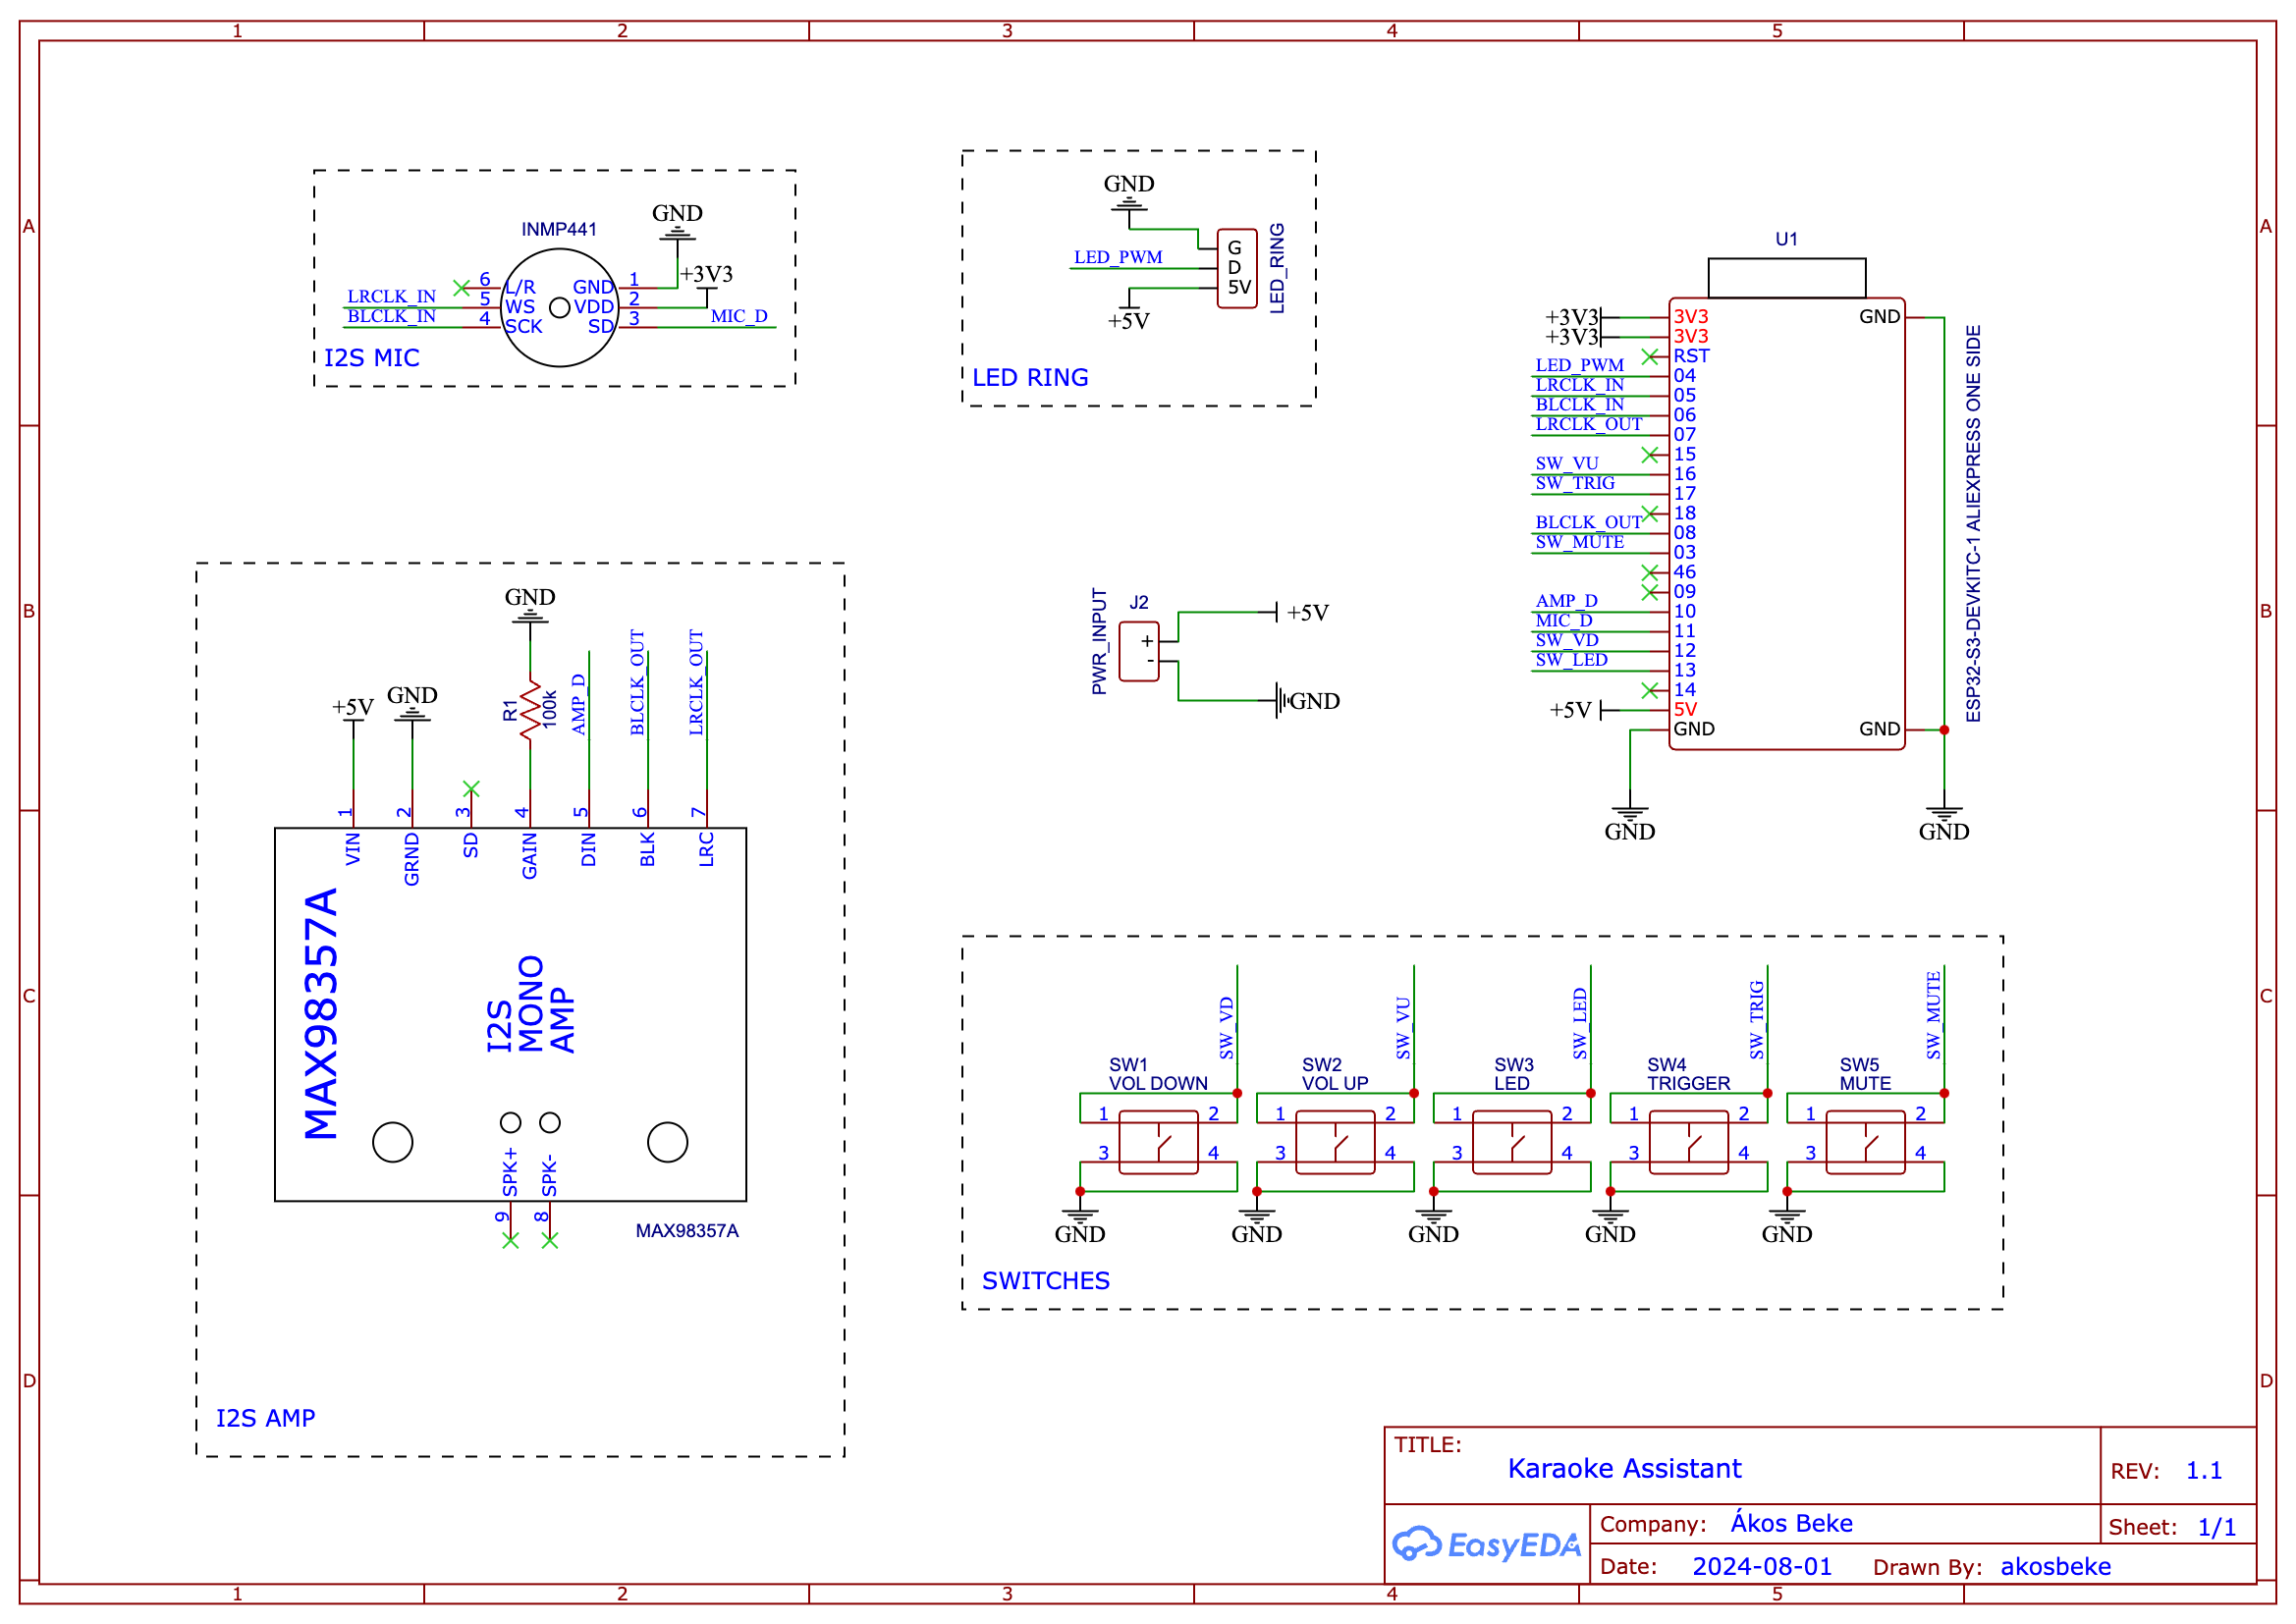 1 2 3 4 5
A
B
C
D
A
B
C
D
INMP441
GND
+3V3
LRCLK_IN
BLCLK_IN
MIC_D
6 L/R
5 WS
4 SCK
GND 1
VDD 2
SD 3
I2S MIC
GND
LED_PWM
+5V
G
D
5V
LED_RING
LED RING
U1
+3V3 3V3
+3V3 3V3
RST
LED_PWM 04
LRCLK_IN 05
BLCLK_IN 06
LRCLK_OUT 07
15
SW_VU 16
SW_TRIG 17
18
BLCLK_OUT 08
SW_MUTE 03
46
09
AMP_D 10
MIC_D 11
SW_VD 12
SW_LED 13
14
+5V 5V
GND
GND
GND
GND
GND
ESP32-S3-DEVKITC-1 ALIEXPRESS ONE SIDE
J2
PWR_INPUT
+
-
+5V
GND
+5V
GND
GND
R1
100k
AMP_D
BLCLK_OUT
LRCLK_OUT
1 VIN
2 GRND
3 SD
4 GAIN
5 DIN
6 BLK
7 LRC
MAX98357A
I2S
MONO
AMP
SPK+ 9
SPK- 8
MAX98357A
I2S AMP
SW_VD
SW1
VOL DOWN
1 2
3 4
GND
SW_VU
SW2
VOL UP
1 2
3 4
GND
SW_LED
SW3
LED
1 2
3 4
GND
SW_TRIG
SW4
TRIGGER
1 2
3 4
GND
SW_MUTE
SW5
MUTE
1 2
3 4
GND
SWITCHES
TITLE:
Karaoke Assistant
REV: 1.1
EasyEDA
Company: Ákos Beke
Sheet: 1/1
Date: 2024-08-01 Drawn By: akosbeke
1 2 3 4 5